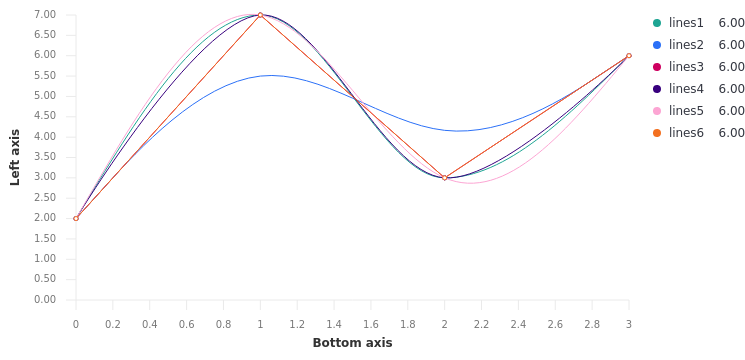 7.00
6.50
6.00
5.50
5.00
4.50
4.00
3.50
3.00
2.50
2.00
1.50
1.00
0.50
0.00
Left axis
0 0.2 0.4 0.6 0.8 1 1.2 1.4 1.6 1.8 2 2.2 2.4 2.6 2.8 3
Bottom axis
lines1 6.00
lines2 6.00
lines3 6.00
lines4 6.00
lines5 6.00
lines6 6.00